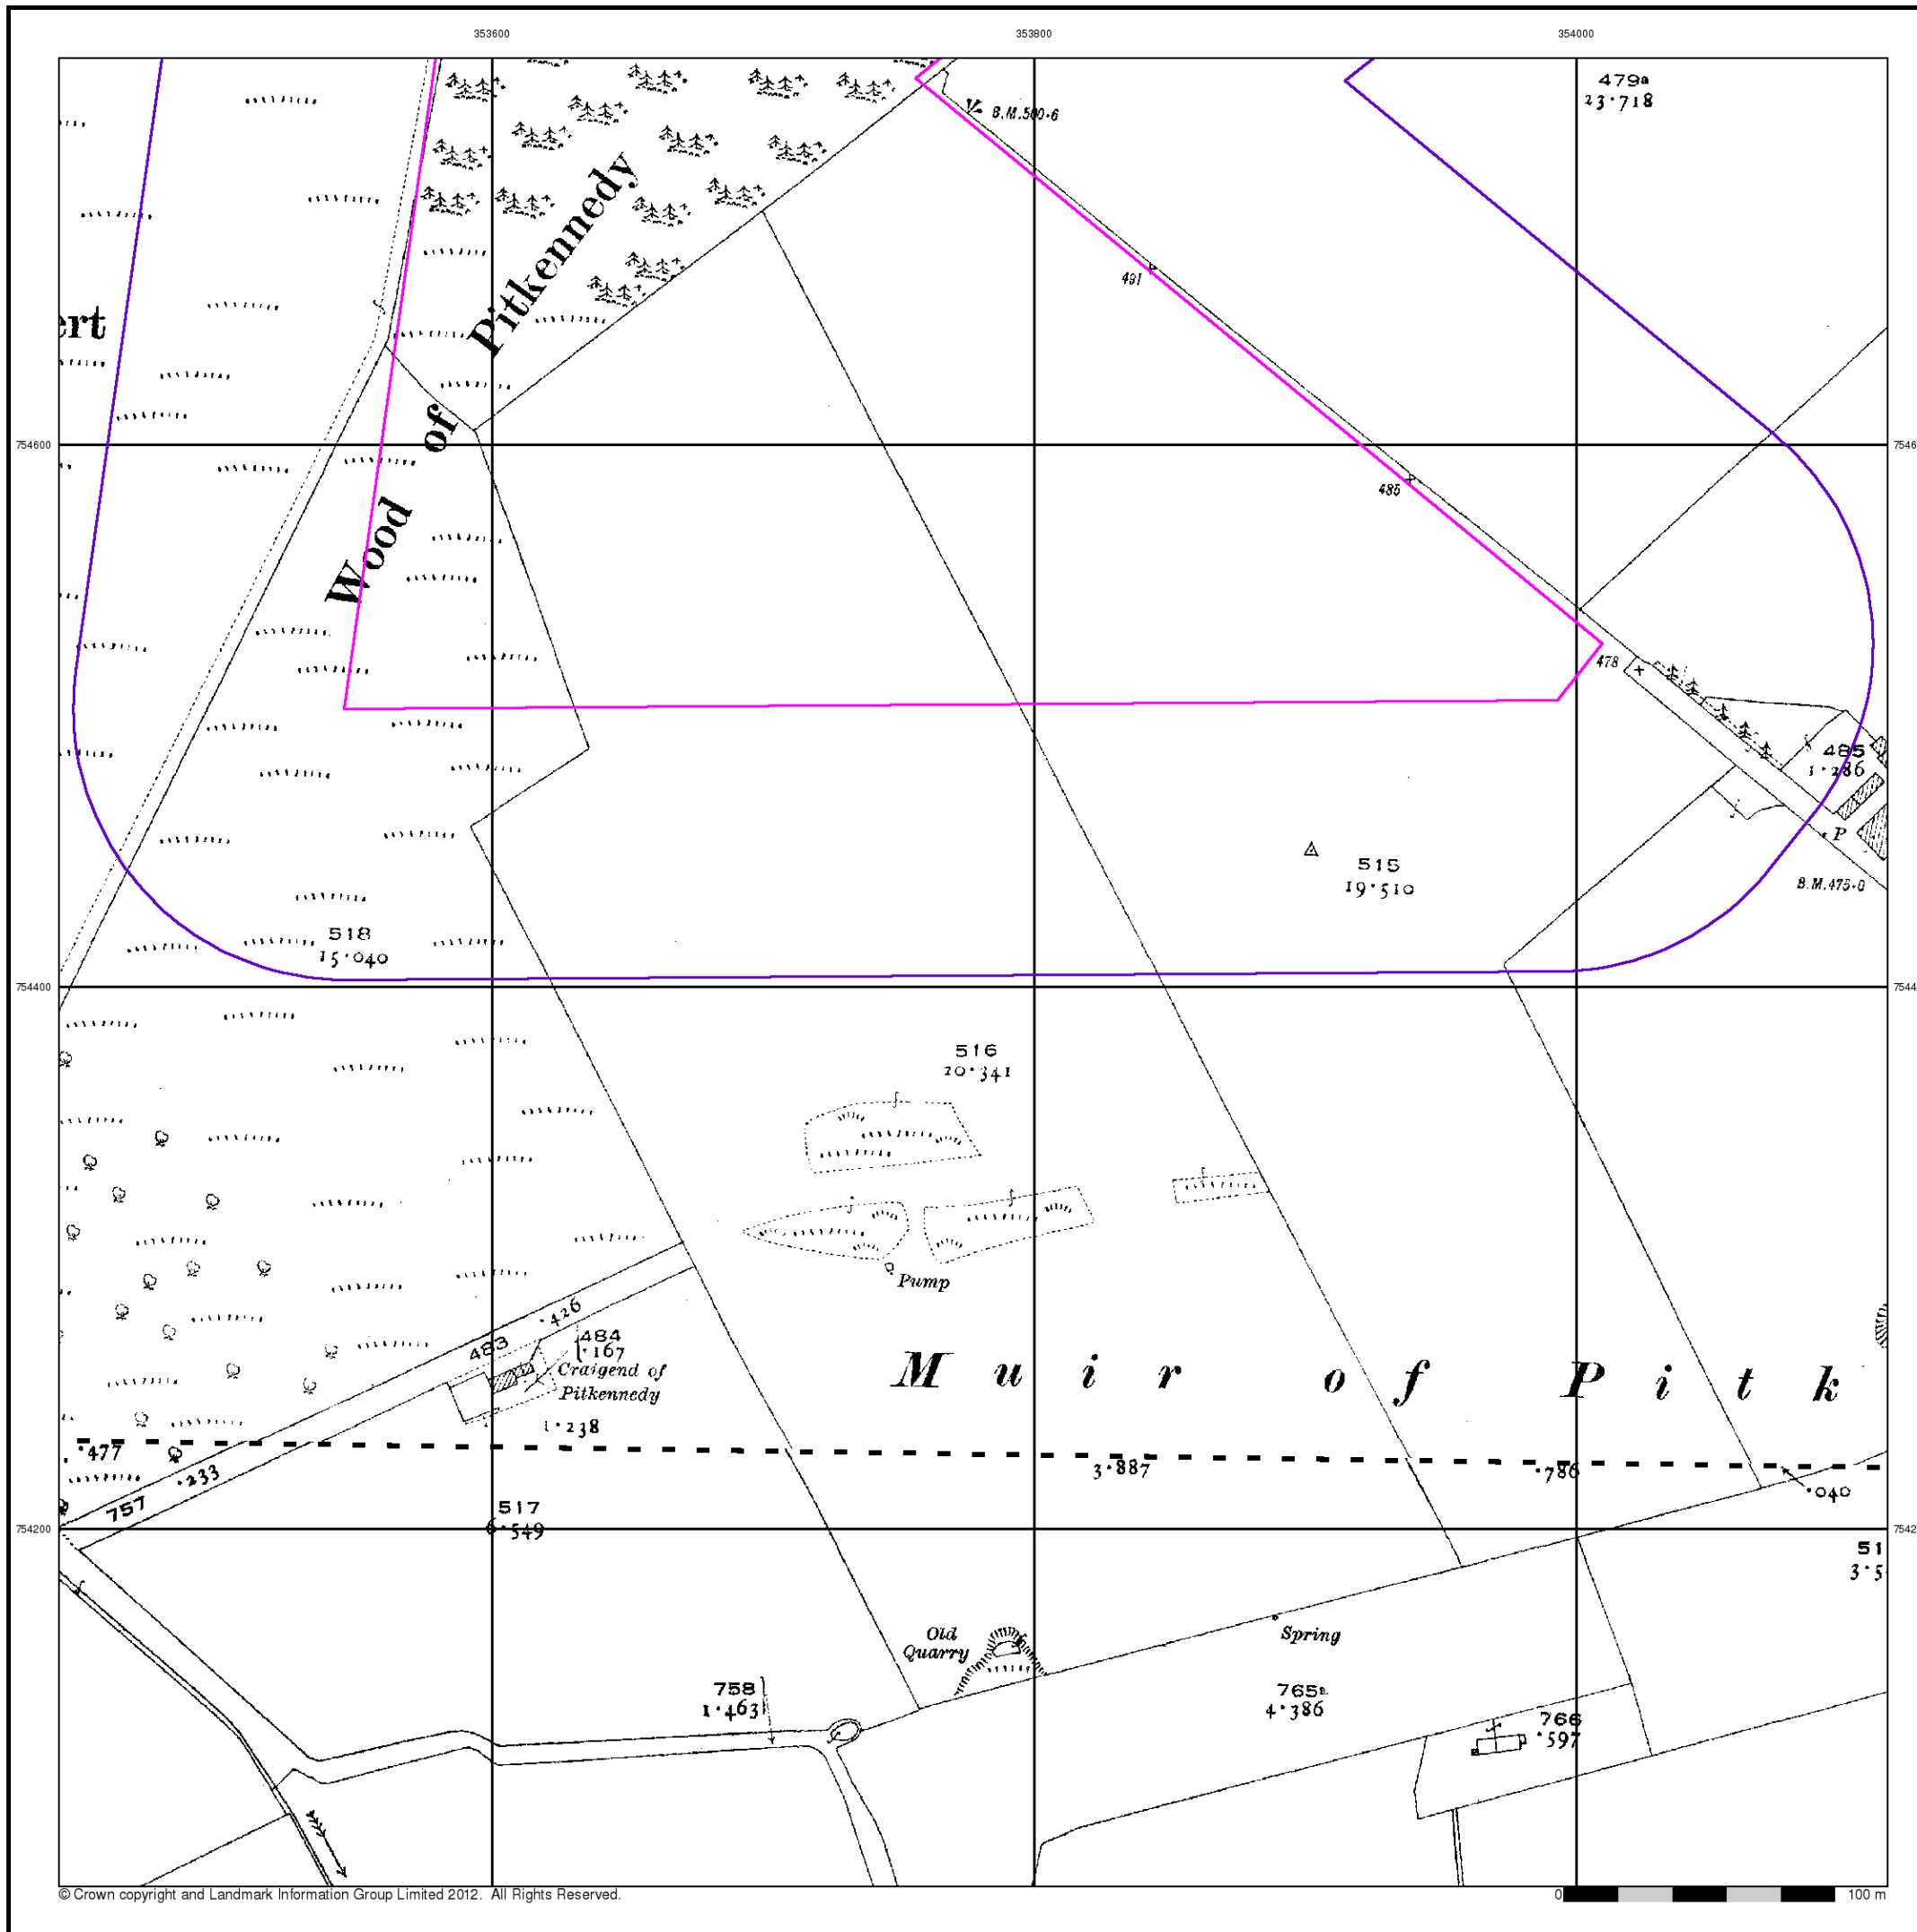 353600
353800
354000
479a
23·718
B.M.500·6
Wood of Pitkennedy
491
ert
754600
7546
485
478
485
1·286
P
515
19·510
B.M.475·0
518
15·040
754400
7544
516
20·341
Pump
483 ·426
484
·167
Craigend of
Pitkennedy
Muir of Pitk
1·238
·477
3·887
·786
·040
757 ·233
517
6·549
754200
7542
51
3·5
Old
Quarry
Spring
758
1·463
765a
4·386
766
·597
© Crown copyright and Landmark Information Group Limited 2012. All Rights Reserved.
0
100 m